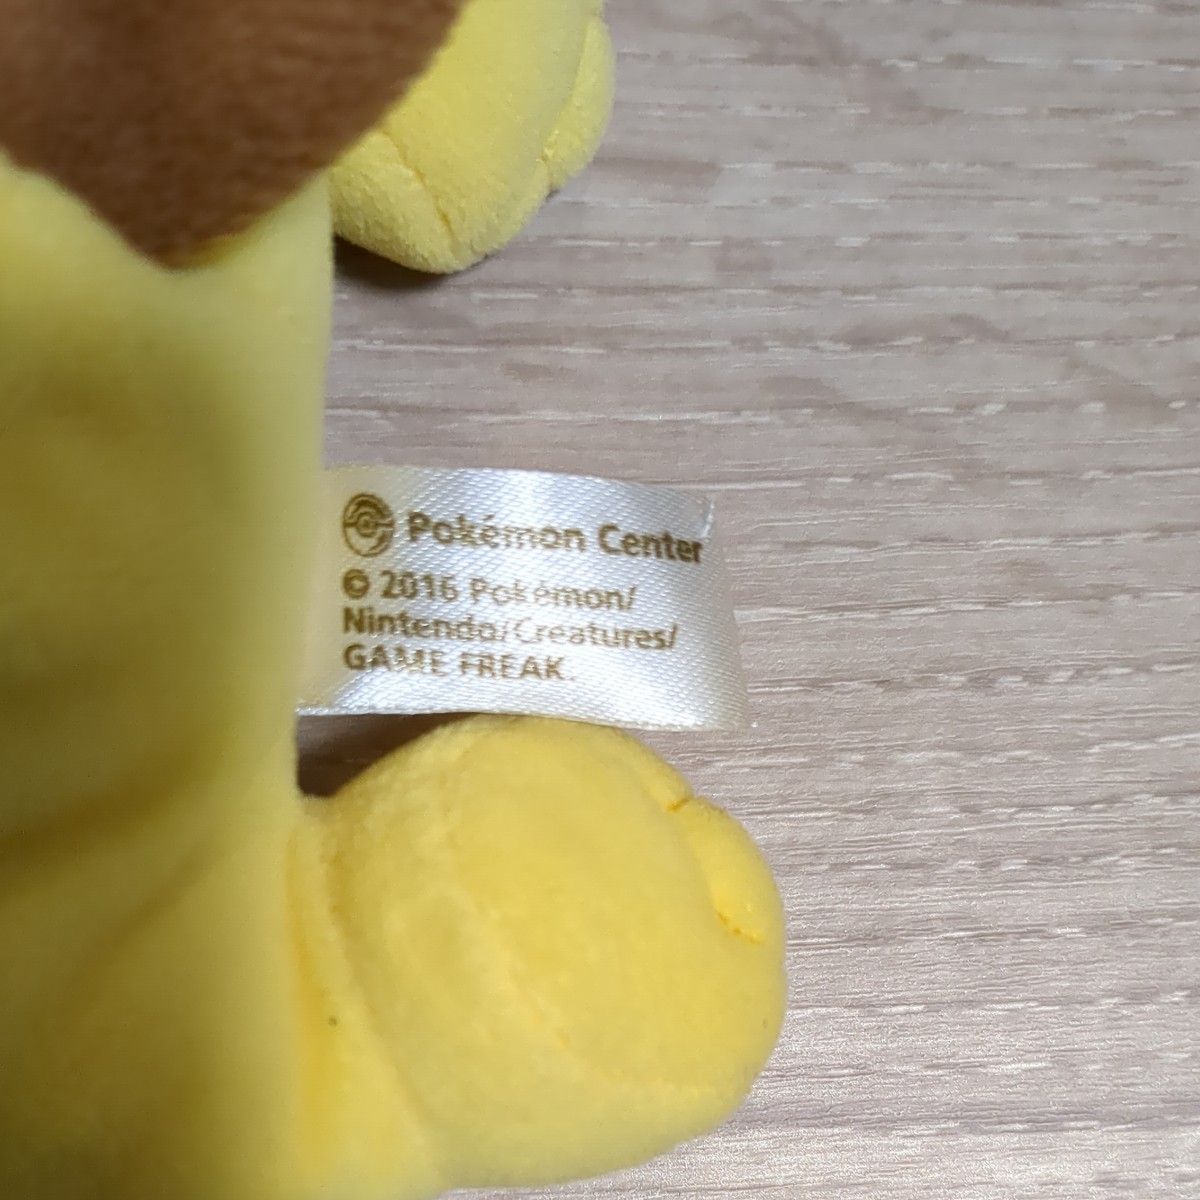 Pokémon Center
© 2016 Pokémon/
Nintendo/Creatures/
GAME FREAK.